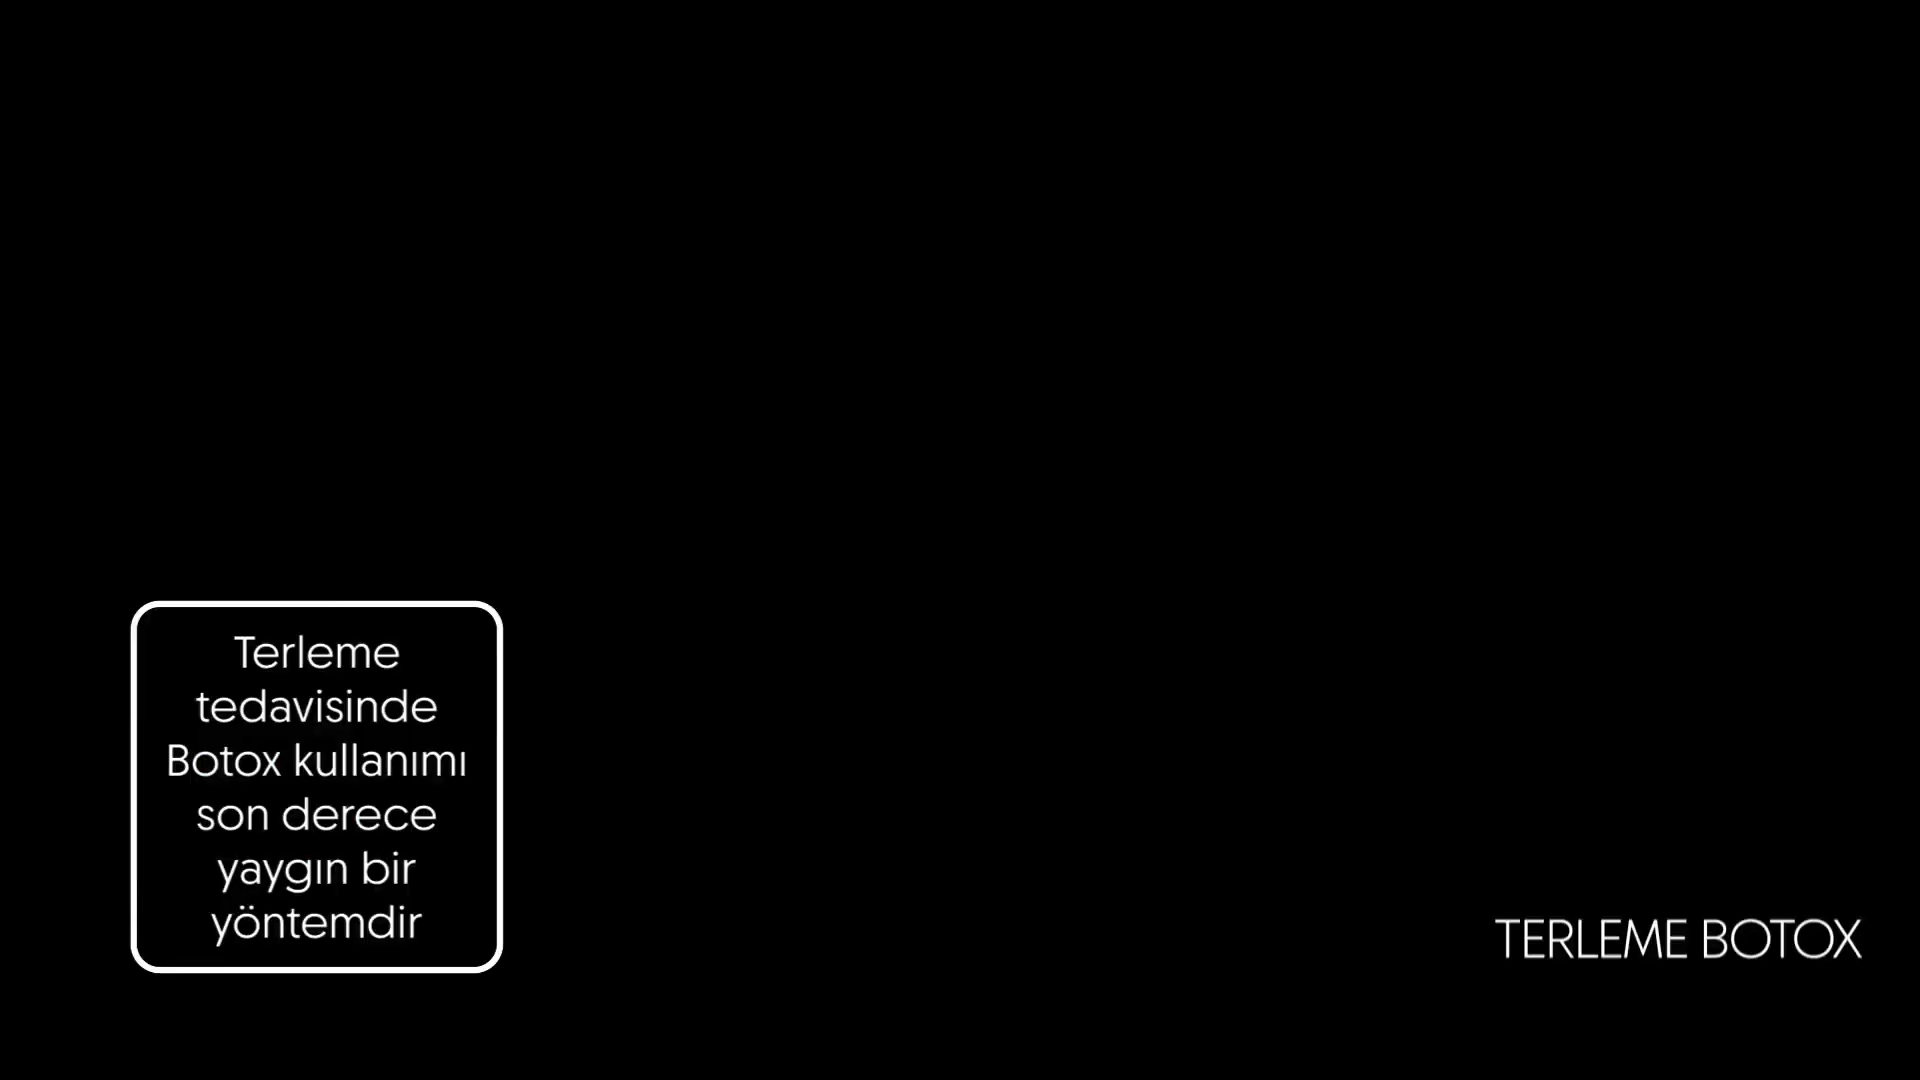 Terleme
tedavisinde
Botox kullanımı
son derece
yaygın bir
yöntemdir
TERLEME BOTOX